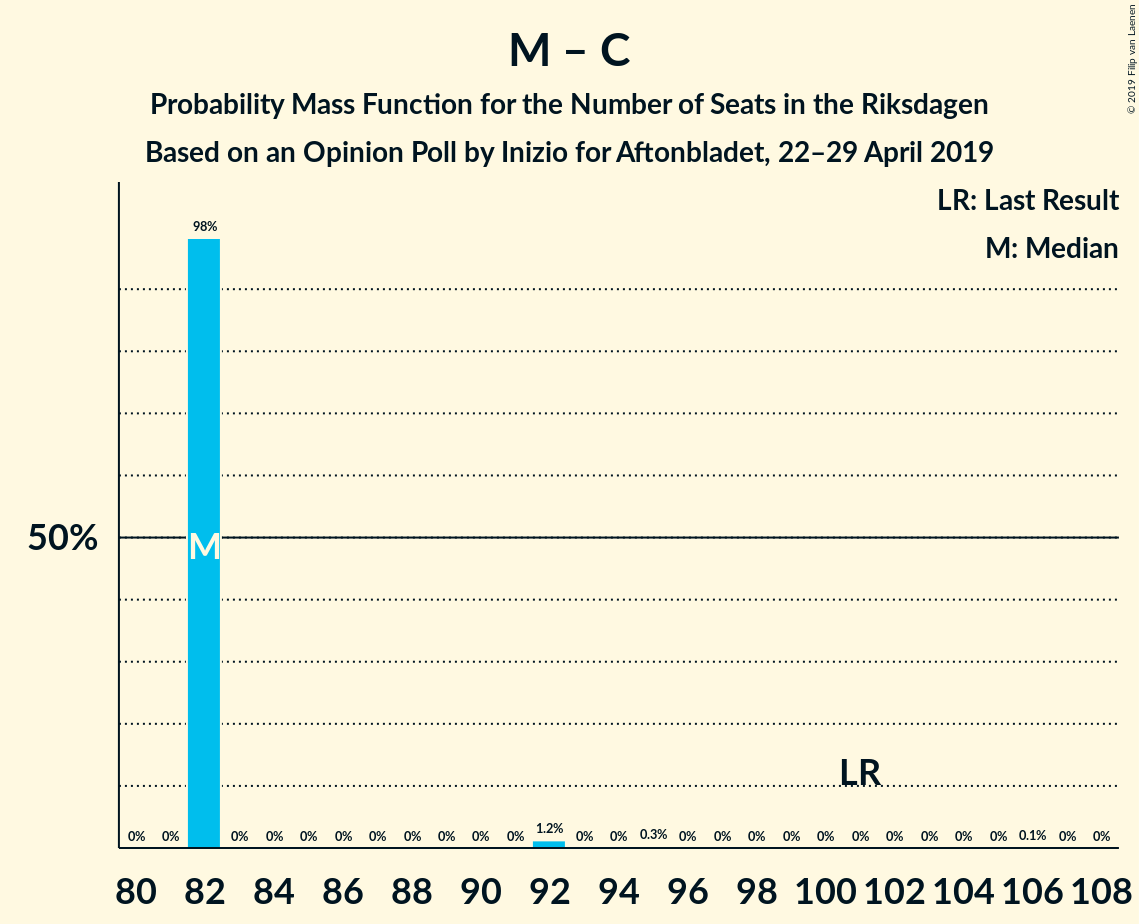 M – C
Probability Mass Function for the Number of Seats in the Riksdagen
Based on an Opinion Poll by Inizio for Aftonbladet, 22–29 April 2019
© 2019 Filip van Laenen
LR: Last Result
M: Median
98%
50%
M
LR
0% 0% 0% 0% 0% 0% 0% 0% 0% 0% 0% 1.2% 0% 0% 0.3% 0% 0% 0% 0% 0% 0% 0% 0% 0% 0% 0.1% 0% 0%
80 82 84 86 88 90 92 94 96 98 100 102 104 106 108